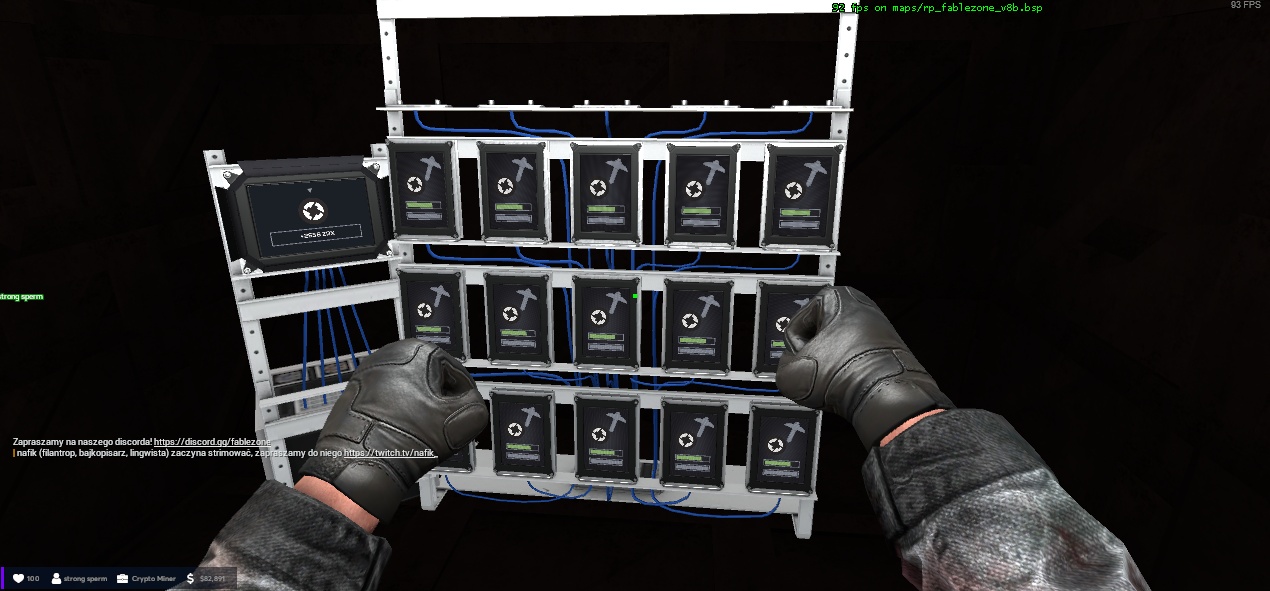 92 fps on maps/rp_fablezone_v8b.bsp
93 FPS
strong sperm
Zapraszamy na naszego discorda! https://discord.gg/fablezone
| nafik (filantrop, bajkopisarz, lingwista) zaczyna strimować, zapraszamy do niego https://twitch.tv/nafik_
100 strong sperm Crypto Miner $ $82,891